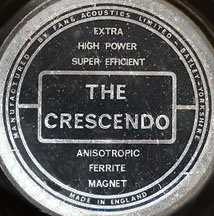 MANUFACTURED BY FANE ACOUSTICS LIMITED - BATLEY - YORKSHIRE
EXTRA
HIGH POWER
SUPER EFFICIENT
THE
CRESCENDO
ANISOTROPIC
FERRITE
MAGNET
MADE IN ENGLAND